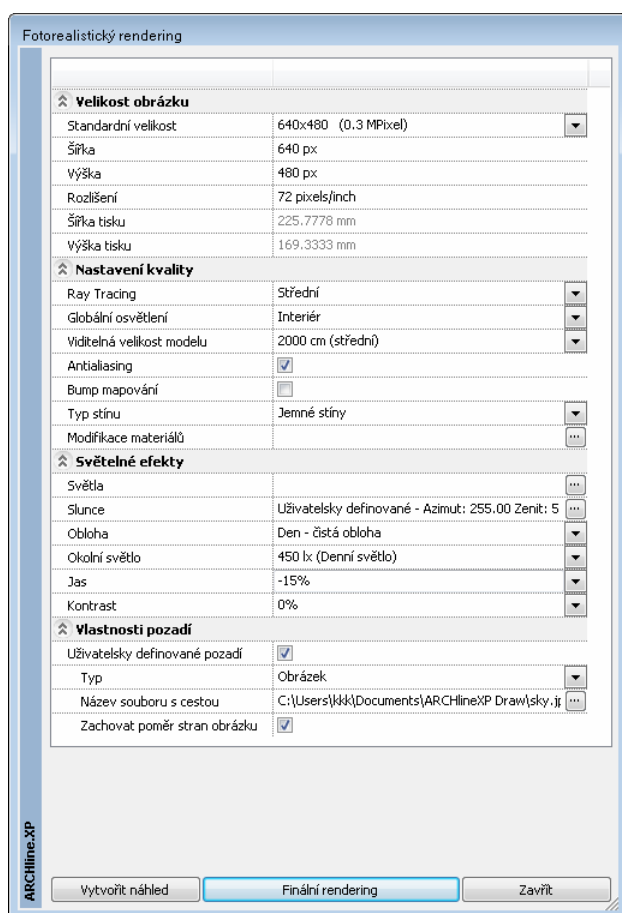 Fotorealistický rendering
Velikost obrázku
Standardní velikost 640x480 (0.3 MPixel)
Šířka 640 px
Výška 480 px
Rozlišení 72 pixels/inch
Šířka tisku 225.7778 mm
Výška tisku 169.3333 mm
Nastavení kvality
Ray Tracing Střední
Globální osvětlení Interiér
Viditelná velikost modelu 2000 cm (střední)
Antialiasing
Bump mapování
Typ stínu Jemné stíny
Modifikace materiálů ...
Světelné efekty
Světla ...
Slunce Uživatelsky definované - Azimut: 255.00 Zenit: 5 ...
Obloha Den - čistá obloha
Okolní světlo 450 lx (Denní světlo)
Jas -15%
Kontrast 0%
Vlastnosti pozadí
Uživatelsky definované pozadí
Typ Obrázek
Název souboru s cestou C:\Users\kkk\Documents\ARCHlineXP Draw\sky.jp ...
Zachovat poměr stran obrázku
ARCHline.XP
Vytvořit náhled Finální rendering Zavřít